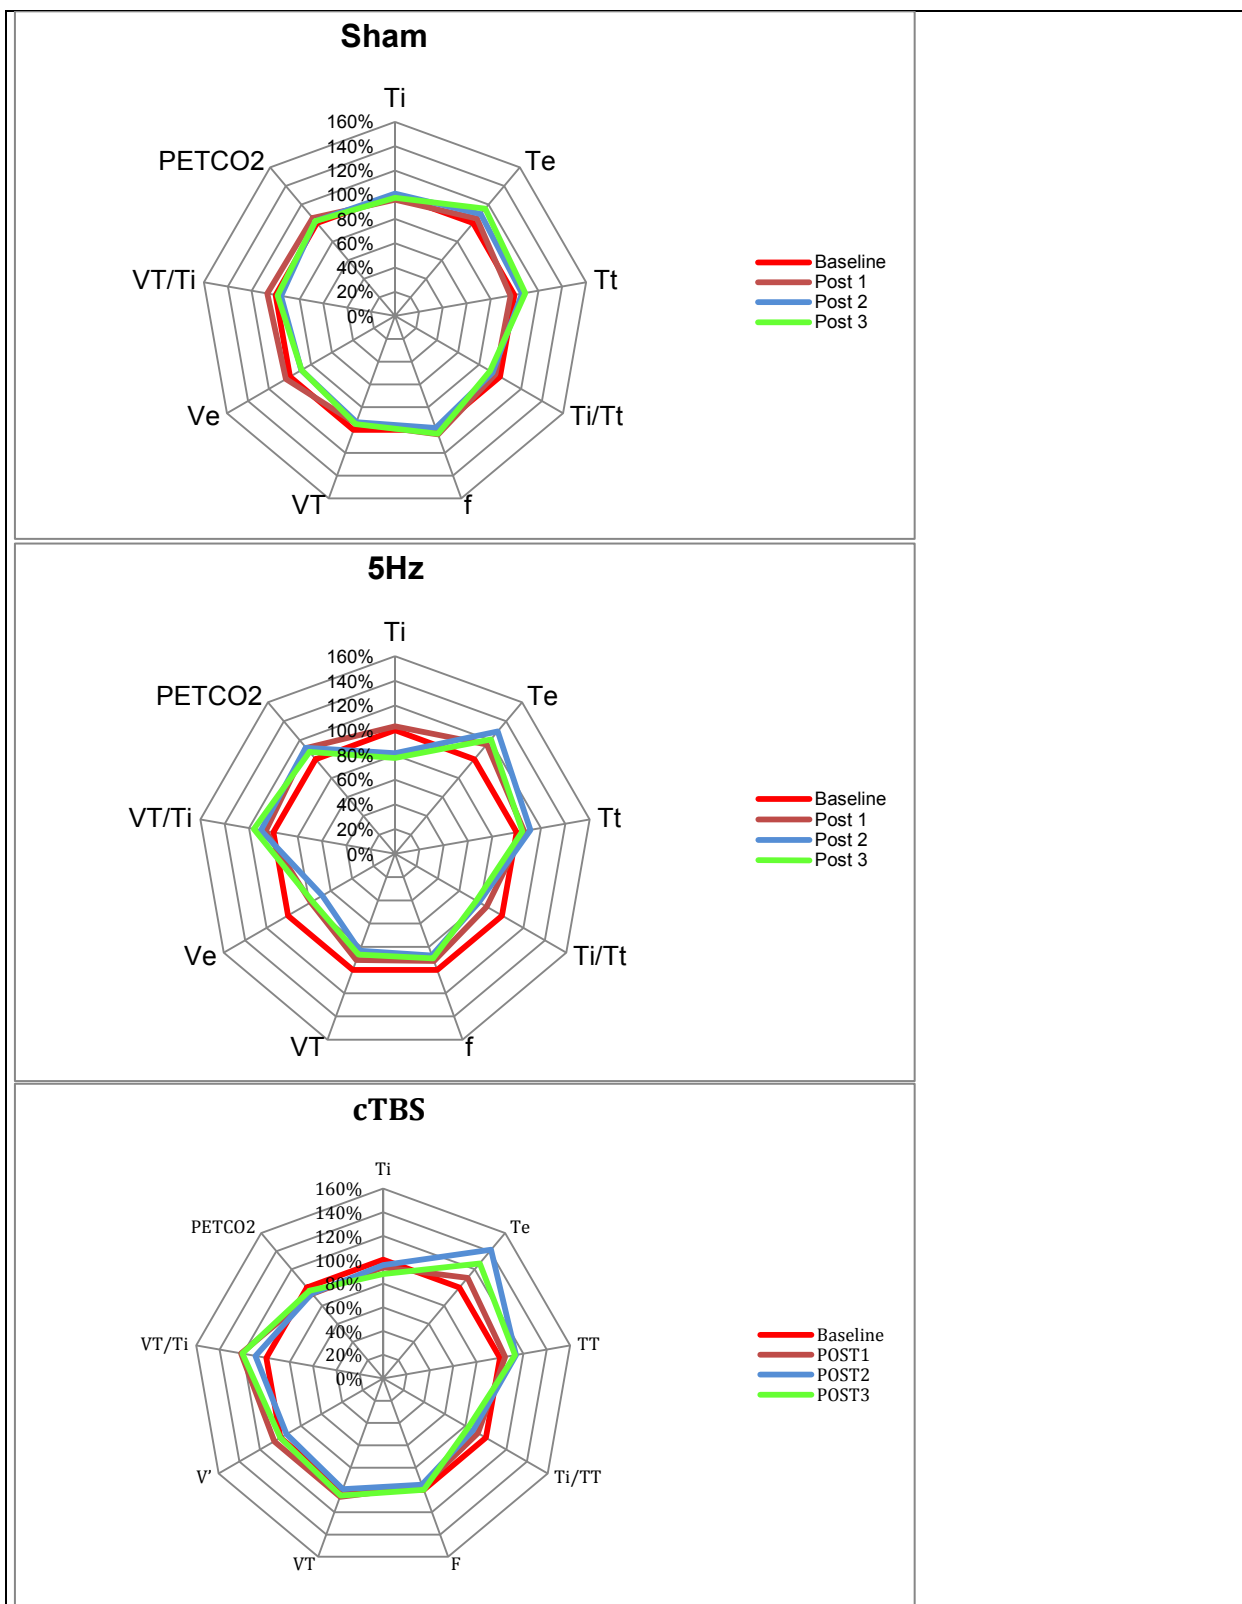 Sham
Ti
160%
140%
120%
100%
80%
60%
40%
20%
0%
Te
Tt
Ti/Tt
f
VT
Ve
VT/Ti
PETCO2
Baseline
Post 1
Post 2
Post 3
5Hz
Ti
160%
140%
120%
100%
80%
60%
40%
20%
0%
Te
Tt
Ti/Tt
f
VT
Ve
VT/Ti
PETCO2
Baseline
Post 1
Post 2
Post 3
cTBS
Ti
160%
140%
120%
100%
80%
60%
40%
20%
0%
Te
TT
Ti/TT
F
VT
V'
VT/Ti
PETCO2
Baseline
POST1
POST2
POST3